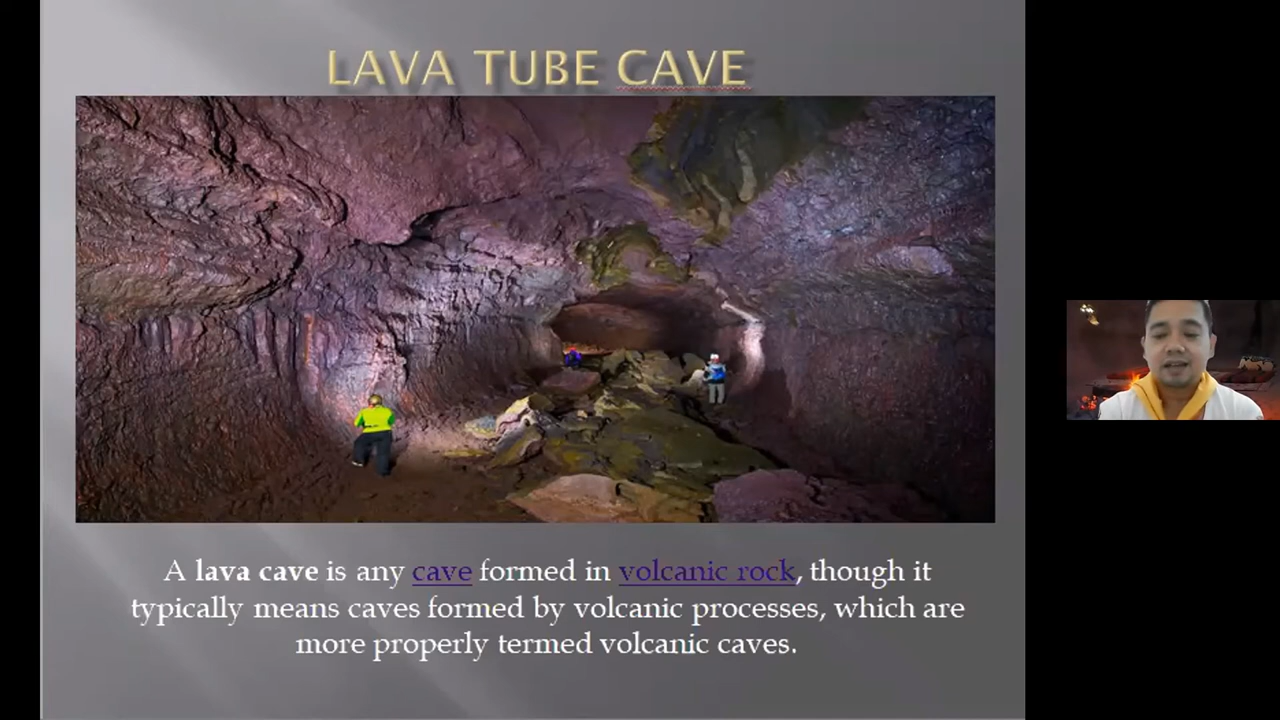 LAVA TUBE CAVE
A lava cave is any cave formed in volcanic rock, though it
typically means caves formed by volcanic processes, which are
more properly termed volcanic caves.